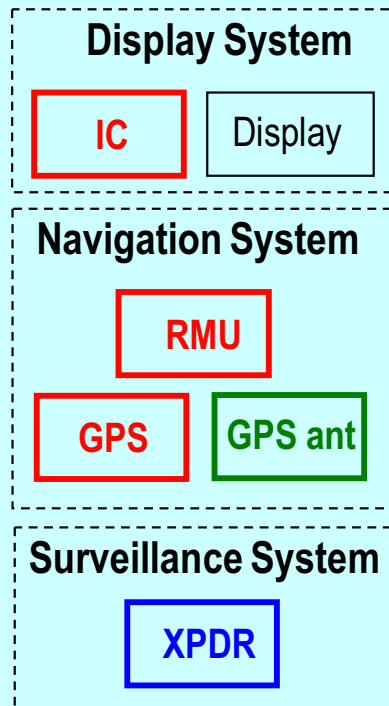 Display System
IC
Display
Navigation System
RMU
GPS
GPS ant
Surveillance System
XPDR